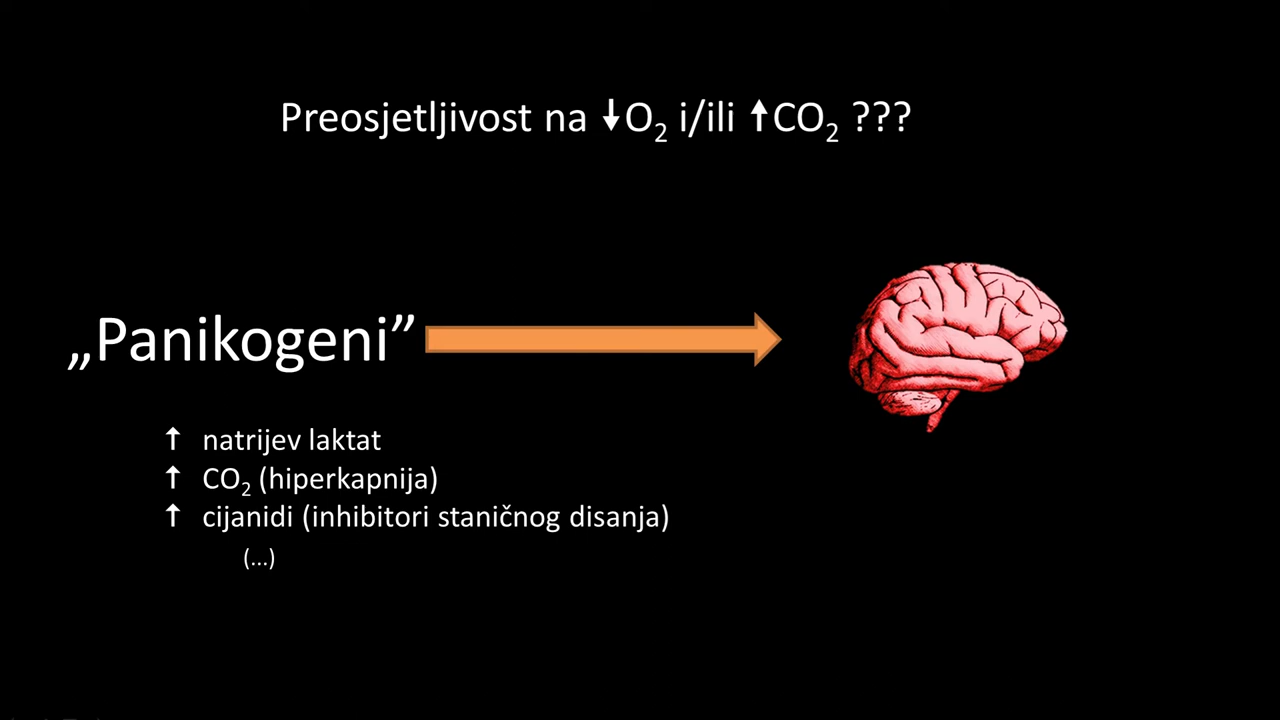 Preosjetljivost na ↓O₂ i/ili ↑CO₂ ???
„Panikogeni”
↑ natrijev laktat
↑ CO₂ (hiperkapnija)
↑ cijanidi (inhibitori staničnog disanja)
(...)